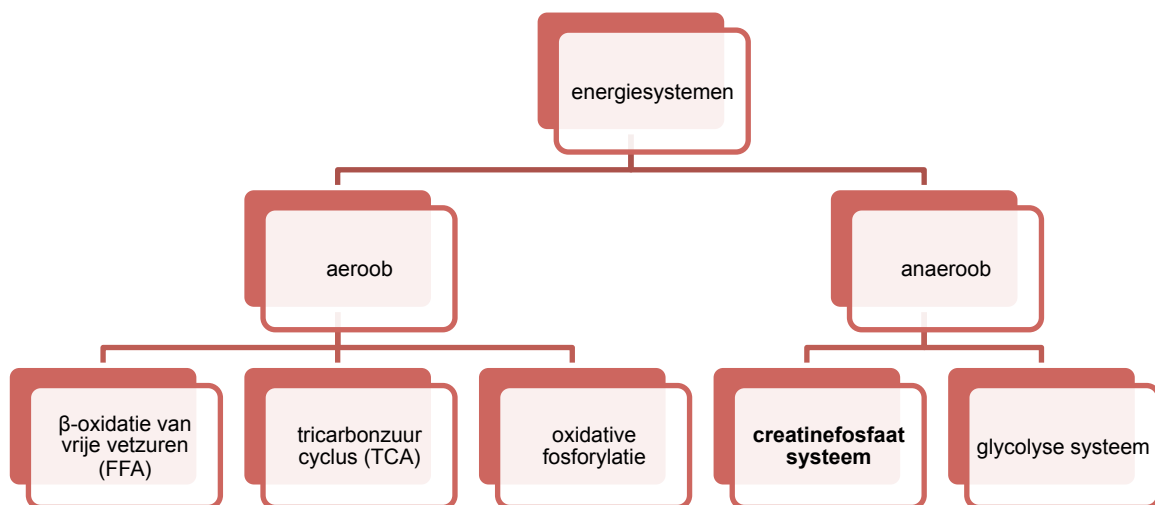 energiesystemen
aeroob
anaeroob
β-oxidatie van
vrije vetzuren
(FFA)
tricarbonzuur
cyclus (TCA)
oxidative
fosforylatie
creatinefosfaat
systeem
glycolyse systeem